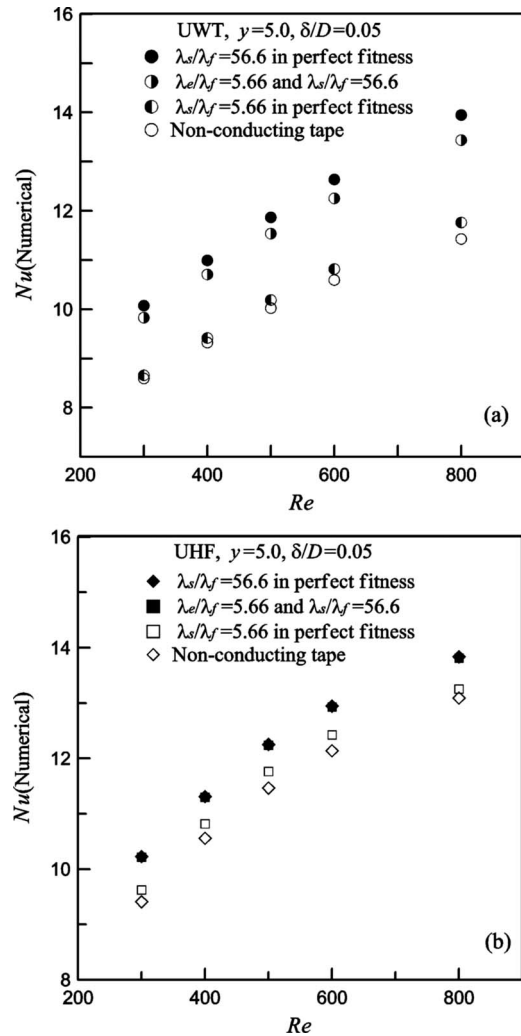 16
UWT, y=5.0, δ/D=0.05
λs/λf=56.6 in perfect fitness
14
λe/λf=5.66 and λs/λf=56.6
λs/λf=5.66 in perfect fitness
Non-conducting tape
12
10
8
Nu(Numerical)
(a)
200 400 600 800
Re
16
UHF, y=5.0, δ/D=0.05
λs/λf=56.6 in perfect fitness
λe/λf=5.66 and λs/λf=56.6
14
λs/λf=5.66 in perfect fitness
Non-conducting tape
12
10
8
Nu(Numerical)
(b)
200 400 600 800
Re